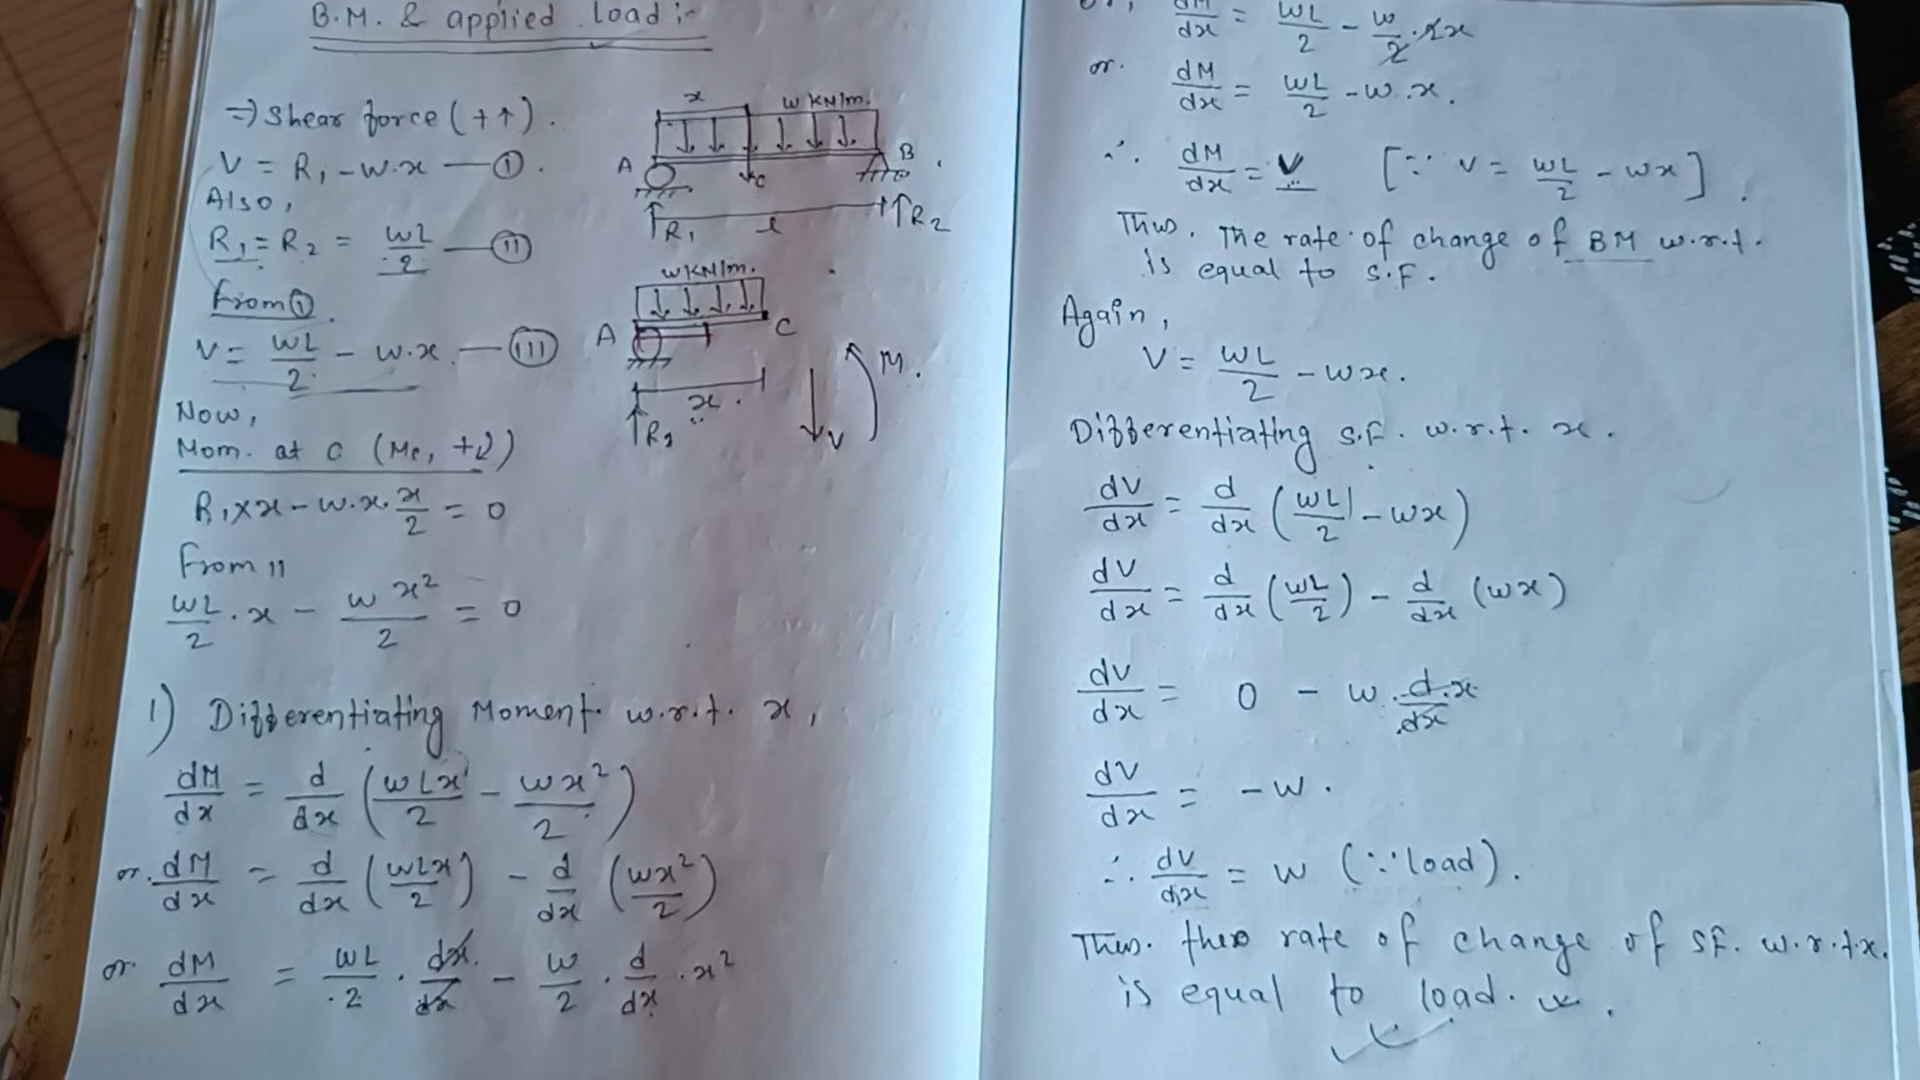 B.M. & applied load :-
=> Shear force (+↑).
V = R₁ - w.x — ①.
Also,
R₁ = R₂ = wL/2 — ⑪
From ①.
V = wL/2 - w.x. — ⑪⑪
Now,
Mom. at C (Mc, +↓)
R₁ x x - w.x. x/2 = 0
From 11
wL/2 . x - w x²/2 = 0
1) Differentiating Moment. w.r.t. x,
dM/dx = d/dx (wLx/2 - wx²/2)
or. dM/dx = d/dx (wLx/2) - d/dx (wx²/2)
or dM/dx = wL/2 . dx/dx - w/2 . d/dx . x²
x
w KN/m.
A
B
C
R₁
l
R₂
w KN/m.
A
C
x.
R₁
V
M.
or, dM/dx = wL/2 - w/2 . 2x
or. dM/dx = wL/2 - w.x.
∴ dM/dx = V [∵ V = wL/2 - wx].
Thus. The rate of change of BM w.r.t.
is equal to S.F.
Again,
V = wL/2 - wx.
Differentiating S.F. w.r.t. x.
dV/dx = d/dx (wL/2 - wx)
dV/dx = d/dx (wL/2) - d/dx (wx)
dV/dx = 0 - w. d.x/dx
dV/dx = -w.
∴ dV/dx = w (∵ load).
Thus. the rate of change of SF. w.r.t x.
is equal to load.